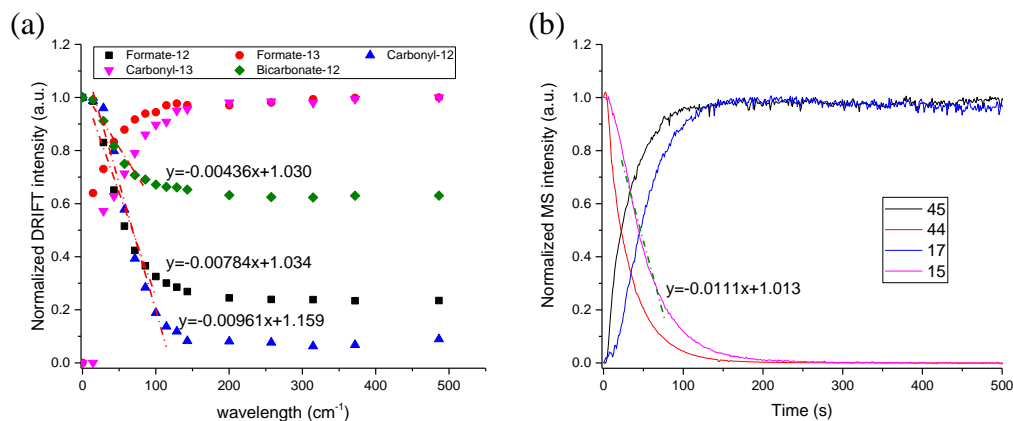 (a)
Normalized DRIFT intensity (a.u.)
1.2
1.0
0.8
0.6
0.4
0.2
0.0
Formate-12 Formate-13 Carbonyl-12
Carbonyl-13 Bicarbonate-12
y=-0.00436x+1.030
y=-0.00784x+1.034
y=-0.00961x+1.159
0 100 200 300 400 500
wavelength (cm⁻¹)
(b)
Normalized MS intensity (a.u.)
1.2
1.0
0.8
0.6
0.4
0.2
0.0
45
44
17
15
y=-0.0111x+1.013
0 100 200 300 400 500
Time (s)